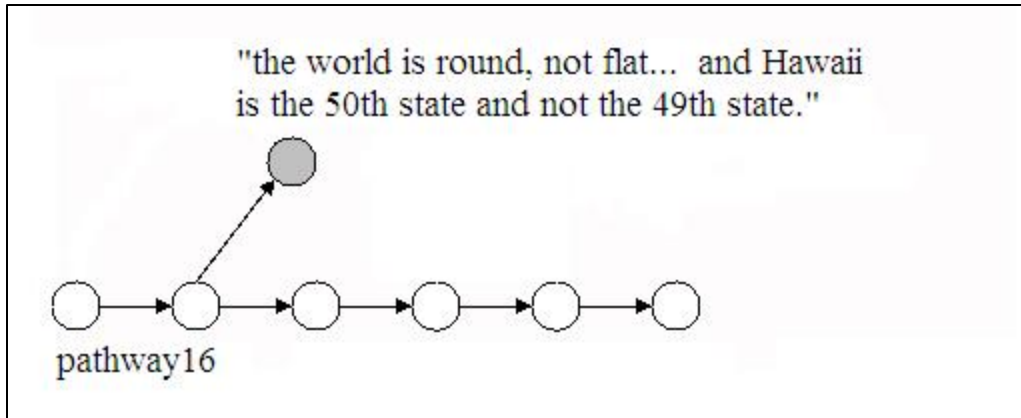 "the world is round, not flat...  and Hawaii
is the 50th state and not the 49th state."
pathway16